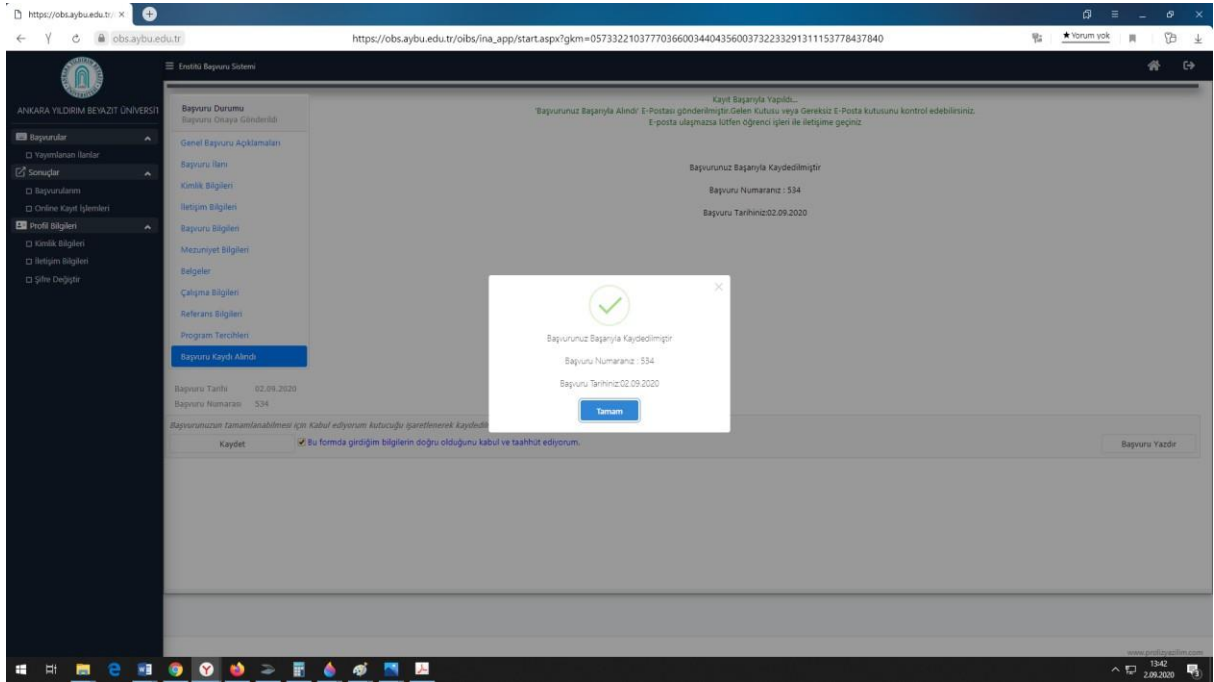 https://obs.aybu.edu.tr/
obs.aybu.edu.tr
https://obs.aybu.edu.tr/oibs/ina_app/start.aspx?gkm=0573322103777036600344043560037322332913111537784378​40
Yorum yok
ANKARA YILDIRIM BEYAZIT ÜNİVERSİT
Başvurular
Yayımlanan İlanlar
Sonuçlar
Başvurularım
Online Kayıt İşlemleri
Profil Bilgileri
Kimlik Bilgileri
İletişim Bilgileri
Şifre Değiştir
Enstitü Başvuru Sistemi
Başvuru Durumu
Başvuru Onaya Gönderildi
Genel Başvuru Açıklamaları
Başvuru İlanı
Kimlik Bilgileri
İletişim Bilgileri
Başvuru Bilgileri
Mezuniyet Bilgileri
Belgeler
Çalışma Bilgileri
Referans Bilgileri
Program Tercihleri
Başvuru Kaydı Alındı
Başvuru Tarihi 02.09.2020
Başvuru Numarası 534
Kayıt Başarıyla Yapıldı...
'Başvurunuz Başarıyla Alındı' E-Postası gönderilmiştir.Gelen Kutusu veya Gereksiz E-Posta kutusunu kontrol edebilirsiniz.
E-posta ulaşmazsa lütfen öğrenci işleri ile iletişime geçiniz
Başvurunuz Başarıyla Kaydedilmiştir
Başvuru Numaranız : 534
Başvuru Tarihiniz:02.09.2020
Başvurunuz Başarıyla Kaydedilmiştir
Başvuru Numaranız : 534
Başvuru Tarihiniz:02.09.2020
Tamam
Başvurunuzun tamamlanabilmesi için Kabul ediyorum kutucuğu işaretlenerek
Kaydet
Bu formda girdiğim bilgilerin doğru olduğunu kabul ve taahhüt ediyorum.
Başvuru Yazdır
www.prolizyazilim.com
13:42
2.09.2020